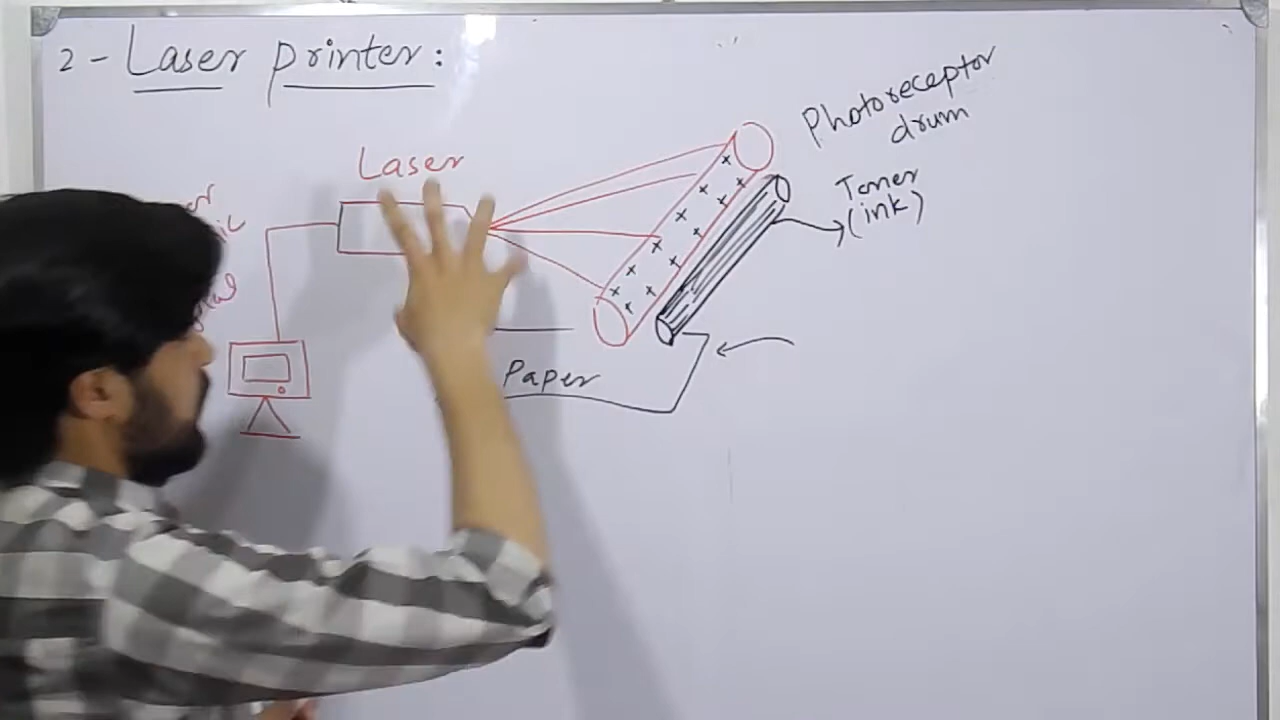 2 - Laser printer:
Photoreceptor
drum
Laser
Toner
(ink)
Paper